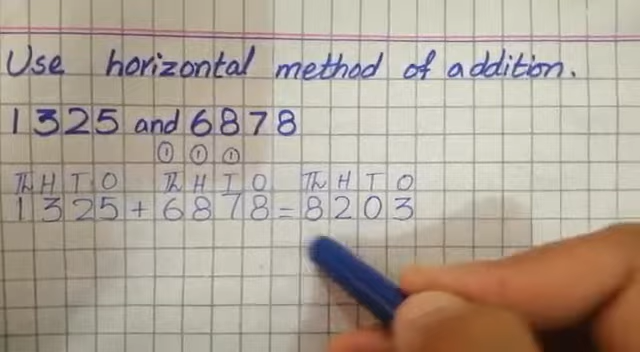 Use horizontal method of addition.
1325 and 6878
① ① ①
Th H T O Th H T O Th H T O
1325 + 6878 = 8203